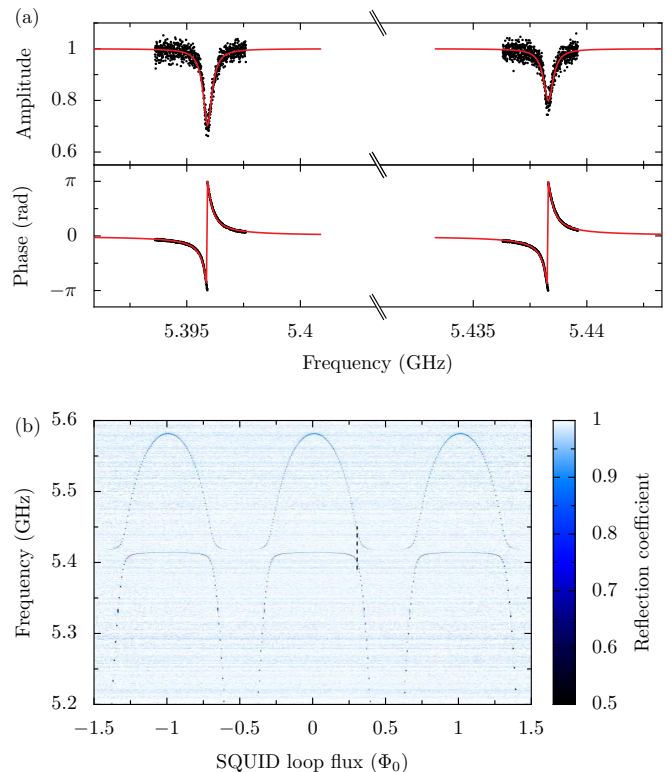 (a)
1
0.8
0.6
Amplitude
π
0
−π
Phase (rad)
5.395
5.4
5.435
5.44
Frequency (GHz)
(b)
5.6
5.5
5.4
5.3
5.2
Frequency (GHz)
−1.5
−1
−0.5
0
0.5
1
1.5
SQUID loop flux (Φ₀)
1
0.9
0.8
0.7
0.6
0.5
Reflection coefficient